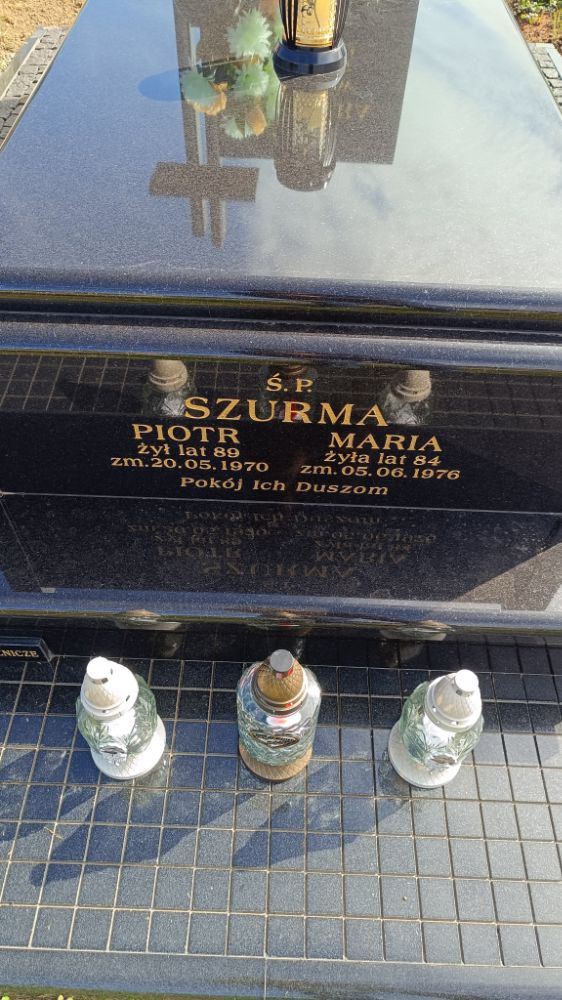 Ś. P.
SZURMA
PIOTR
żył lat 89
zm. 20.05.1970
MARIA
żyła lat 84
zm. 05.06.1976
Pokój Ich Duszom